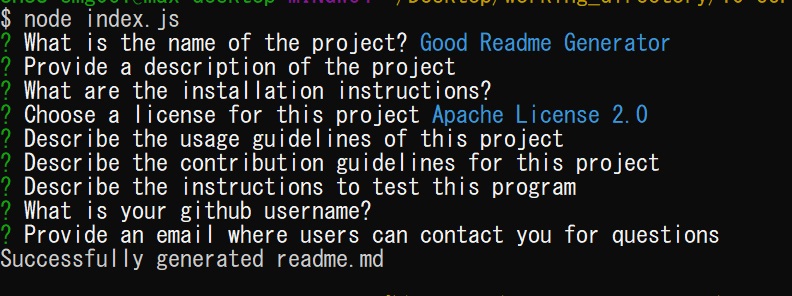 $ node index.js
? What is the name of the project? Good Readme Generator
? Provide a description of the project
? What are the installation instructions?
? Choose a license for this project Apache License 2.0
? Describe the usage guidelines of this project
? Describe the contribution guidelines for this project
? Describe the instructions to test this program
? What is your github username?
? Provide an email where users can contact you for questions
Successfully generated readme.md